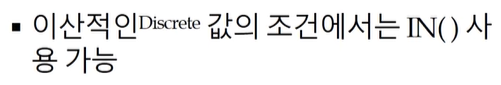 ▪ 이산적인Discrete 값의 조건에서는 IN( ) 사
용 가능